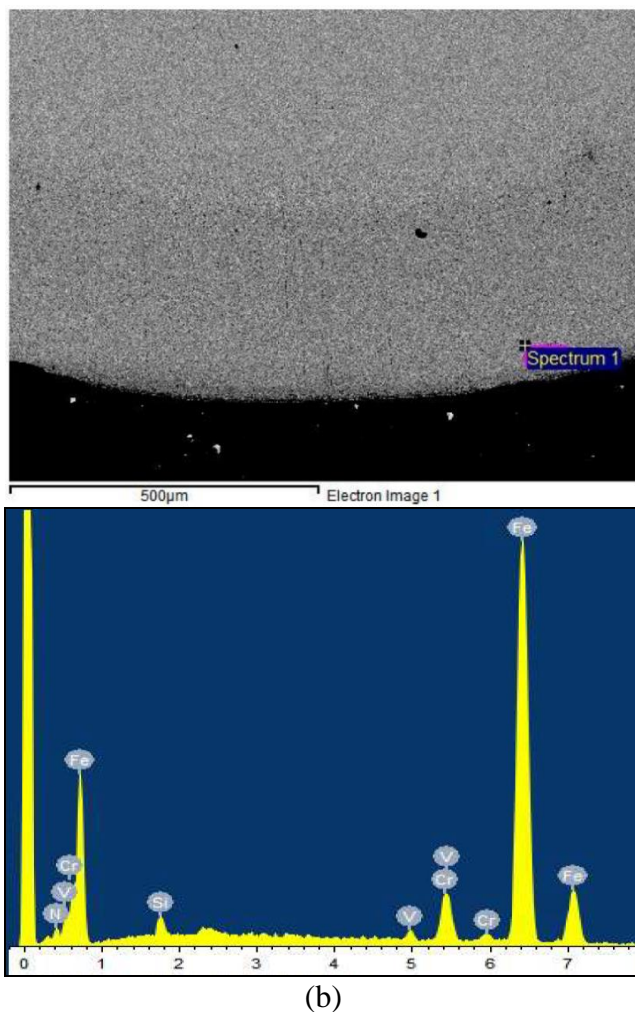 Spectrum 1
500µm Electron Image 1
Fe
Fe
Cr
V
N
Si
V
V
Cr
Cr
Fe
0 1 2 3 4 5 6 7
(b)